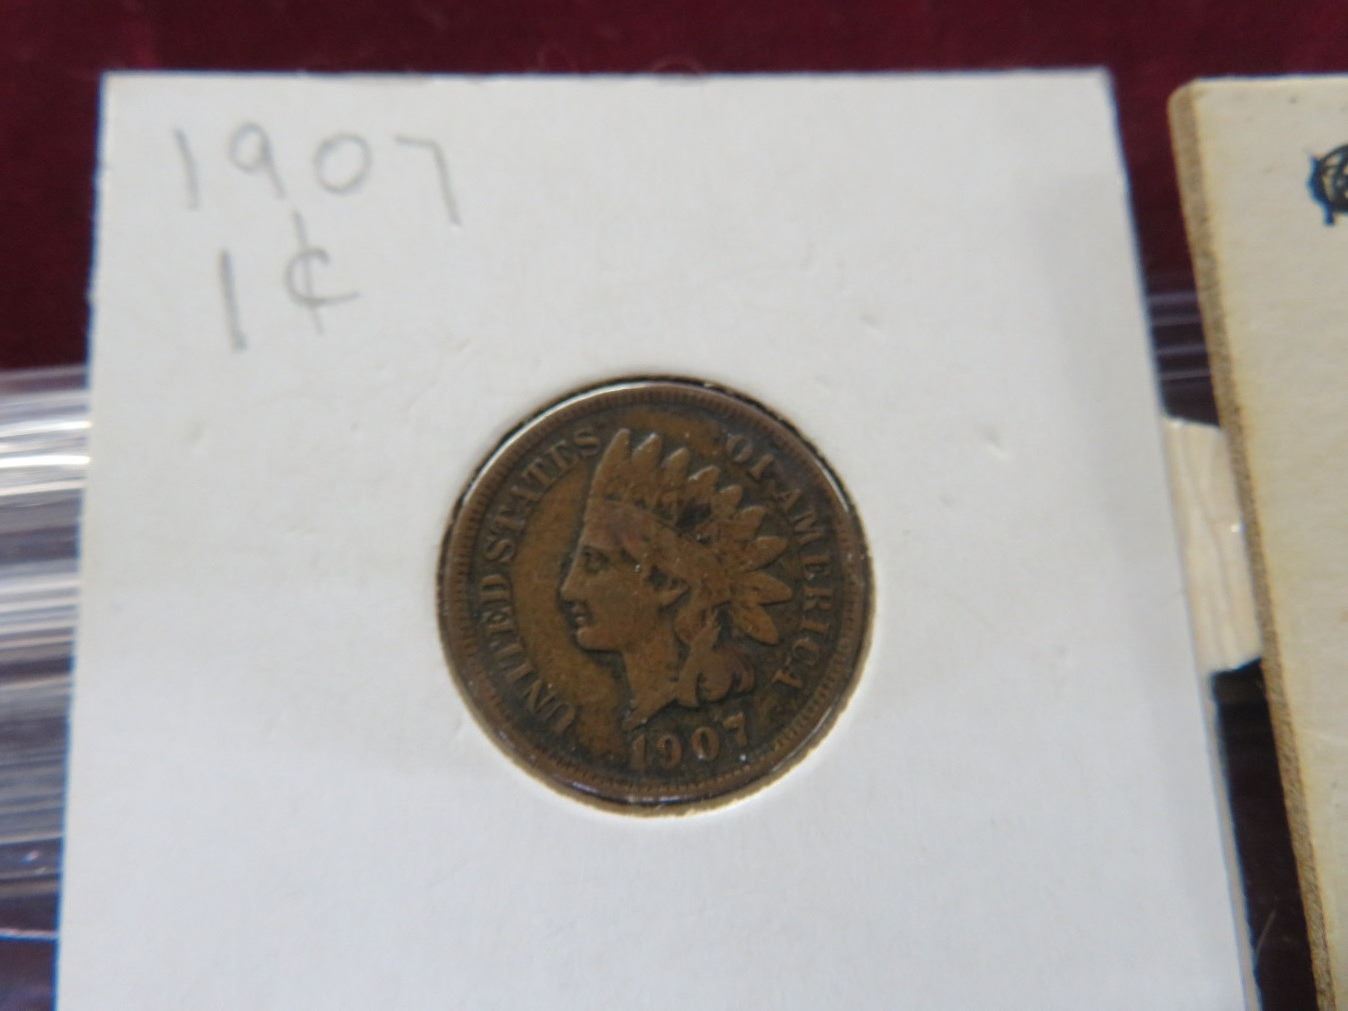 1907
1¢
UNITED STATES OF AMERICA
1907